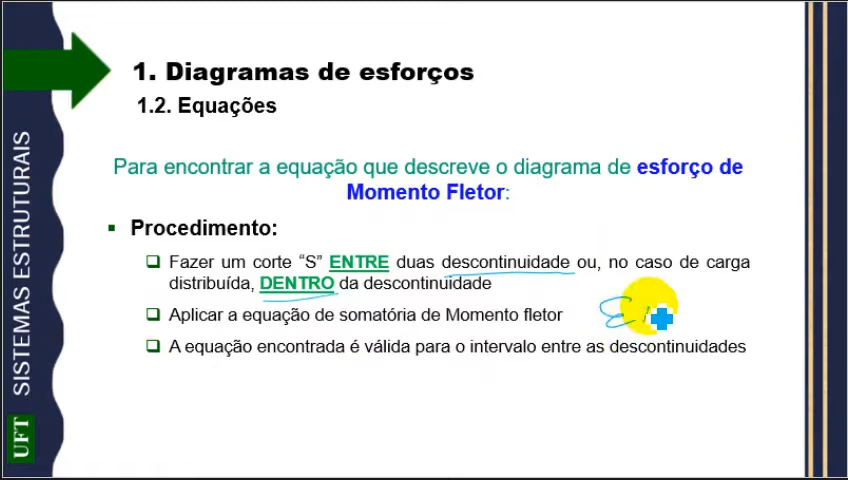 1. Diagramas de esforços
1.2. Equações
Para encontrar a equação que descreve o diagrama de esforço de
Momento Fletor:
Procedimento:
Fazer um corte “S” ENTRE duas descontinuidade ou, no caso de carga
distribuída, DENTRO da descontinuidade
Aplicar a equação de somatória de Momento fletor
A equação encontrada é válida para o intervalo entre as descontinuidades
SISTEMAS ESTRUTURAIS
UFT